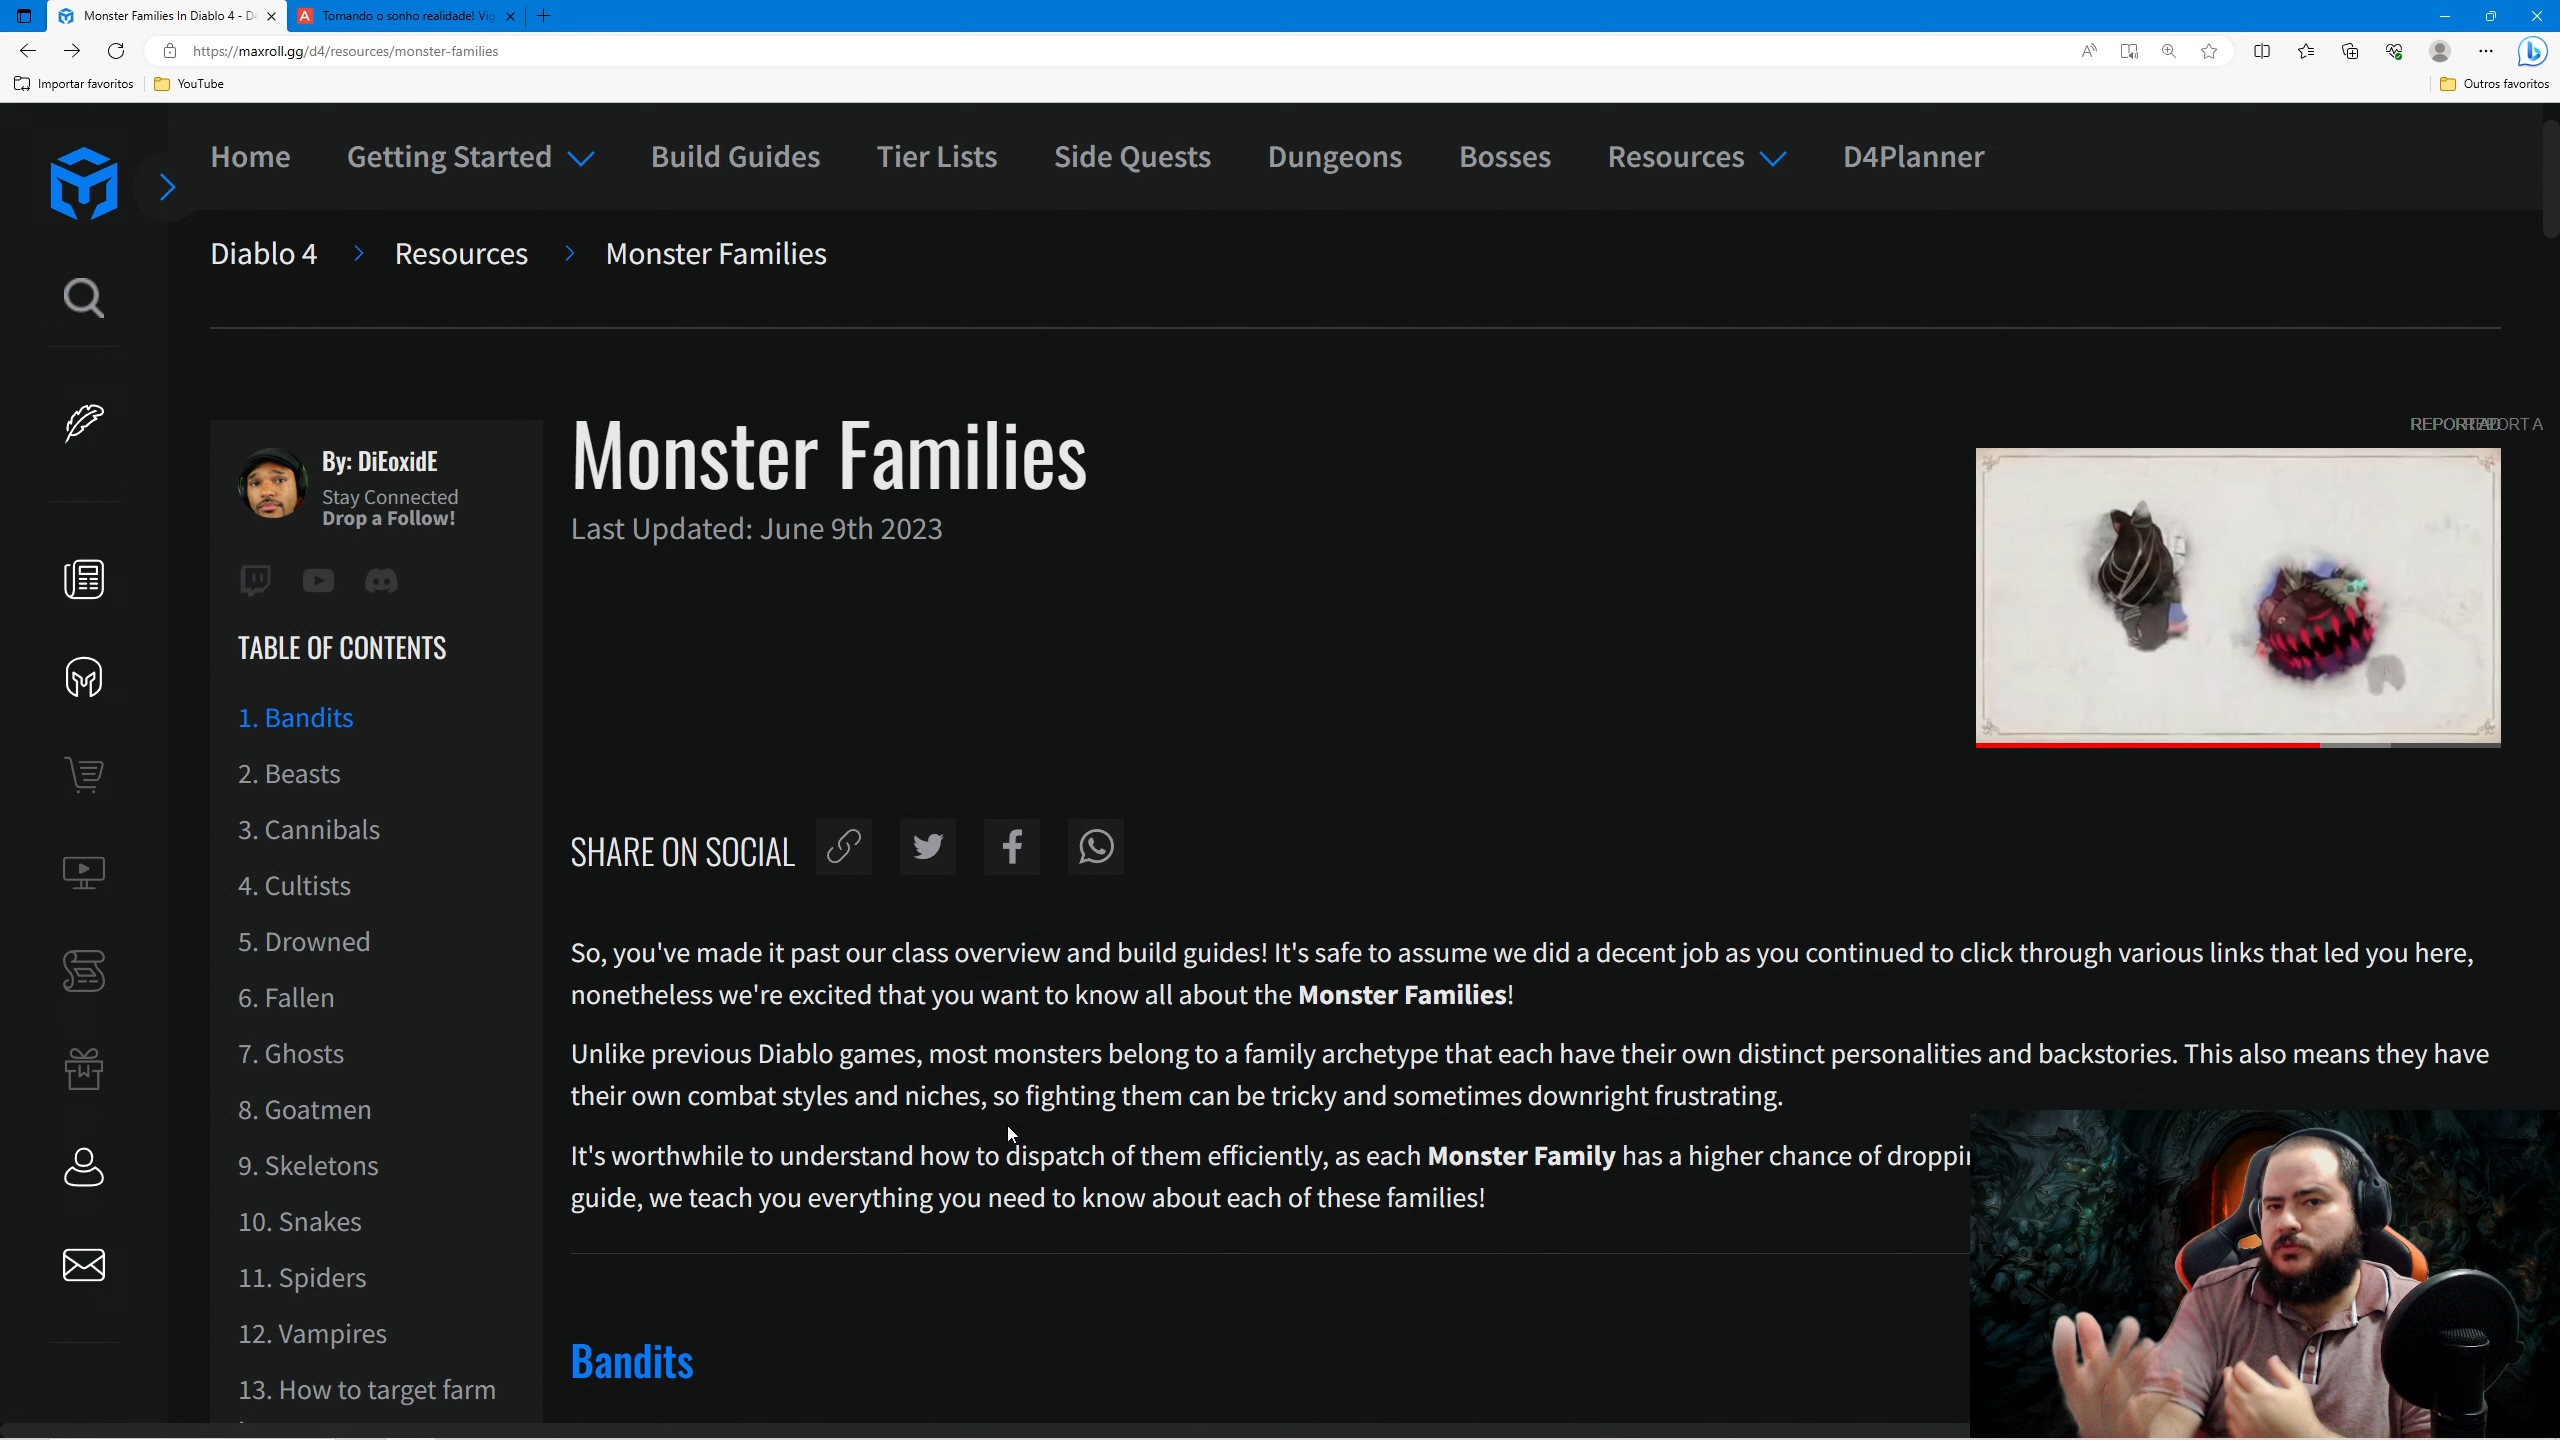 Monster Families In Diablo 4 - D
Tornando o sonho realidade! Vig
https://maxroll.gg/d4/resources/monster-families
Importar favoritos
YouTube
Outros favoritos
Home
Getting Started
Build Guides
Tier Lists
Side Quests
Dungeons
Bosses
Resources
D4Planner
Diablo 4 > Resources > Monster Families
By: DiEoxidE
Stay Connected
Drop a Follow!
TABLE OF CONTENTS
1. Bandits
2. Beasts
3. Cannibals
4. Cultists
5. Drowned
6. Fallen
7. Ghosts
8. Goatmen
9. Skeletons
10. Snakes
11. Spiders
12. Vampires
13. How to target farm
Monster Families
Last Updated: June 9th 2023
SHARE ON SOCIAL
So, you've made it past our class overview and build guides! It's safe to assume we did a decent job as you continued to click through various links that led you here,
nonetheless we're excited that you want to know all about the Monster Families!
Unlike previous Diablo games, most monsters belong to a family archetype that each have their own distinct personalities and backstories. This also means they have
their own combat styles and niches, so fighting them can be tricky and sometimes downright frustrating.
It's worthwhile to understand how to dispatch of them efficiently, as each Monster Family has a higher chance of droppin
guide, we teach you everything you need to know about each of these families!
Bandits